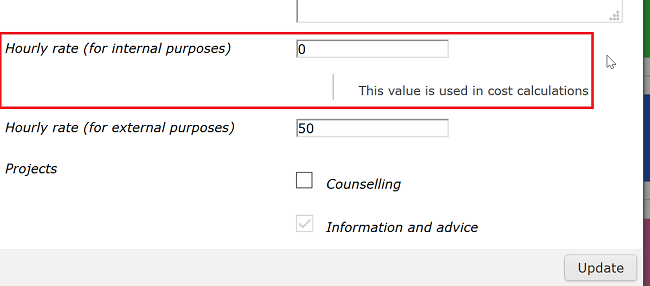 Hourly rate (for internal purposes) 0
This value is used in cost calculations
Hourly rate (for external purposes) 50
Projects
Counselling
Information and advice
Update